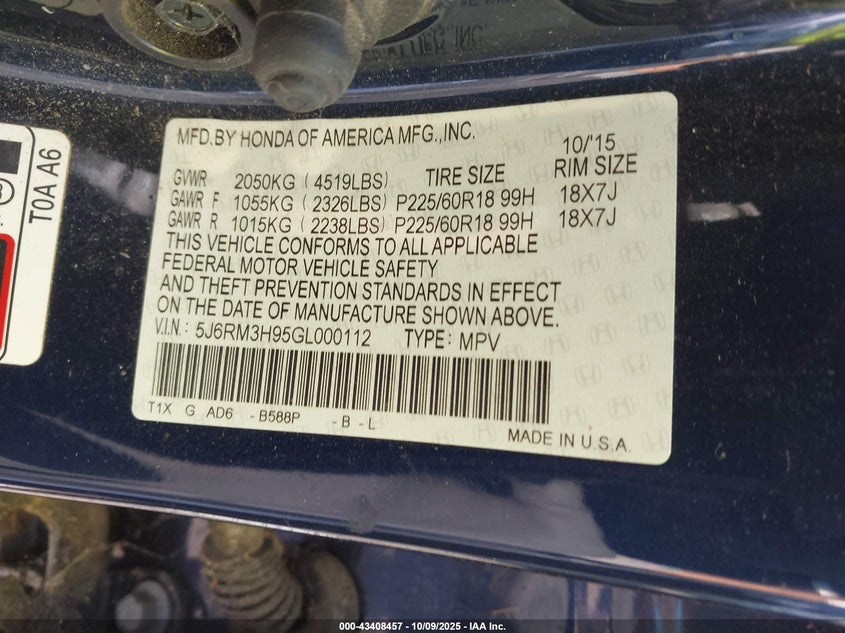 MFD.BY HONDA OF AMERICA MFG.,INC.
10/'15
GVWR 2050KG ( 4519LBS) TIRE SIZE RIM SIZE
GAWR F 1055KG ( 2326LBS) P225/60R18 99H 18X7J
GAWR R 1015KG ( 2238LBS) P225/60R18 99H 18X7J
THIS VEHICLE CONFORMS TO ALL APPLICABLE
FEDERAL MOTOR VEHICLE SAFETY
AND THEFT PREVENTION STANDARDS IN EFFECT
ON THE DATE OF MANUFACTURE SHOWN ABOVE.
V.I.N.: 5J6RM3H95GL000112 TYPE: MPV
T1X G AD6 - B588P - B - L
MADE IN U.S.A.
T0A A6
000-43408457 - 10/09/2025 - IAA Inc.